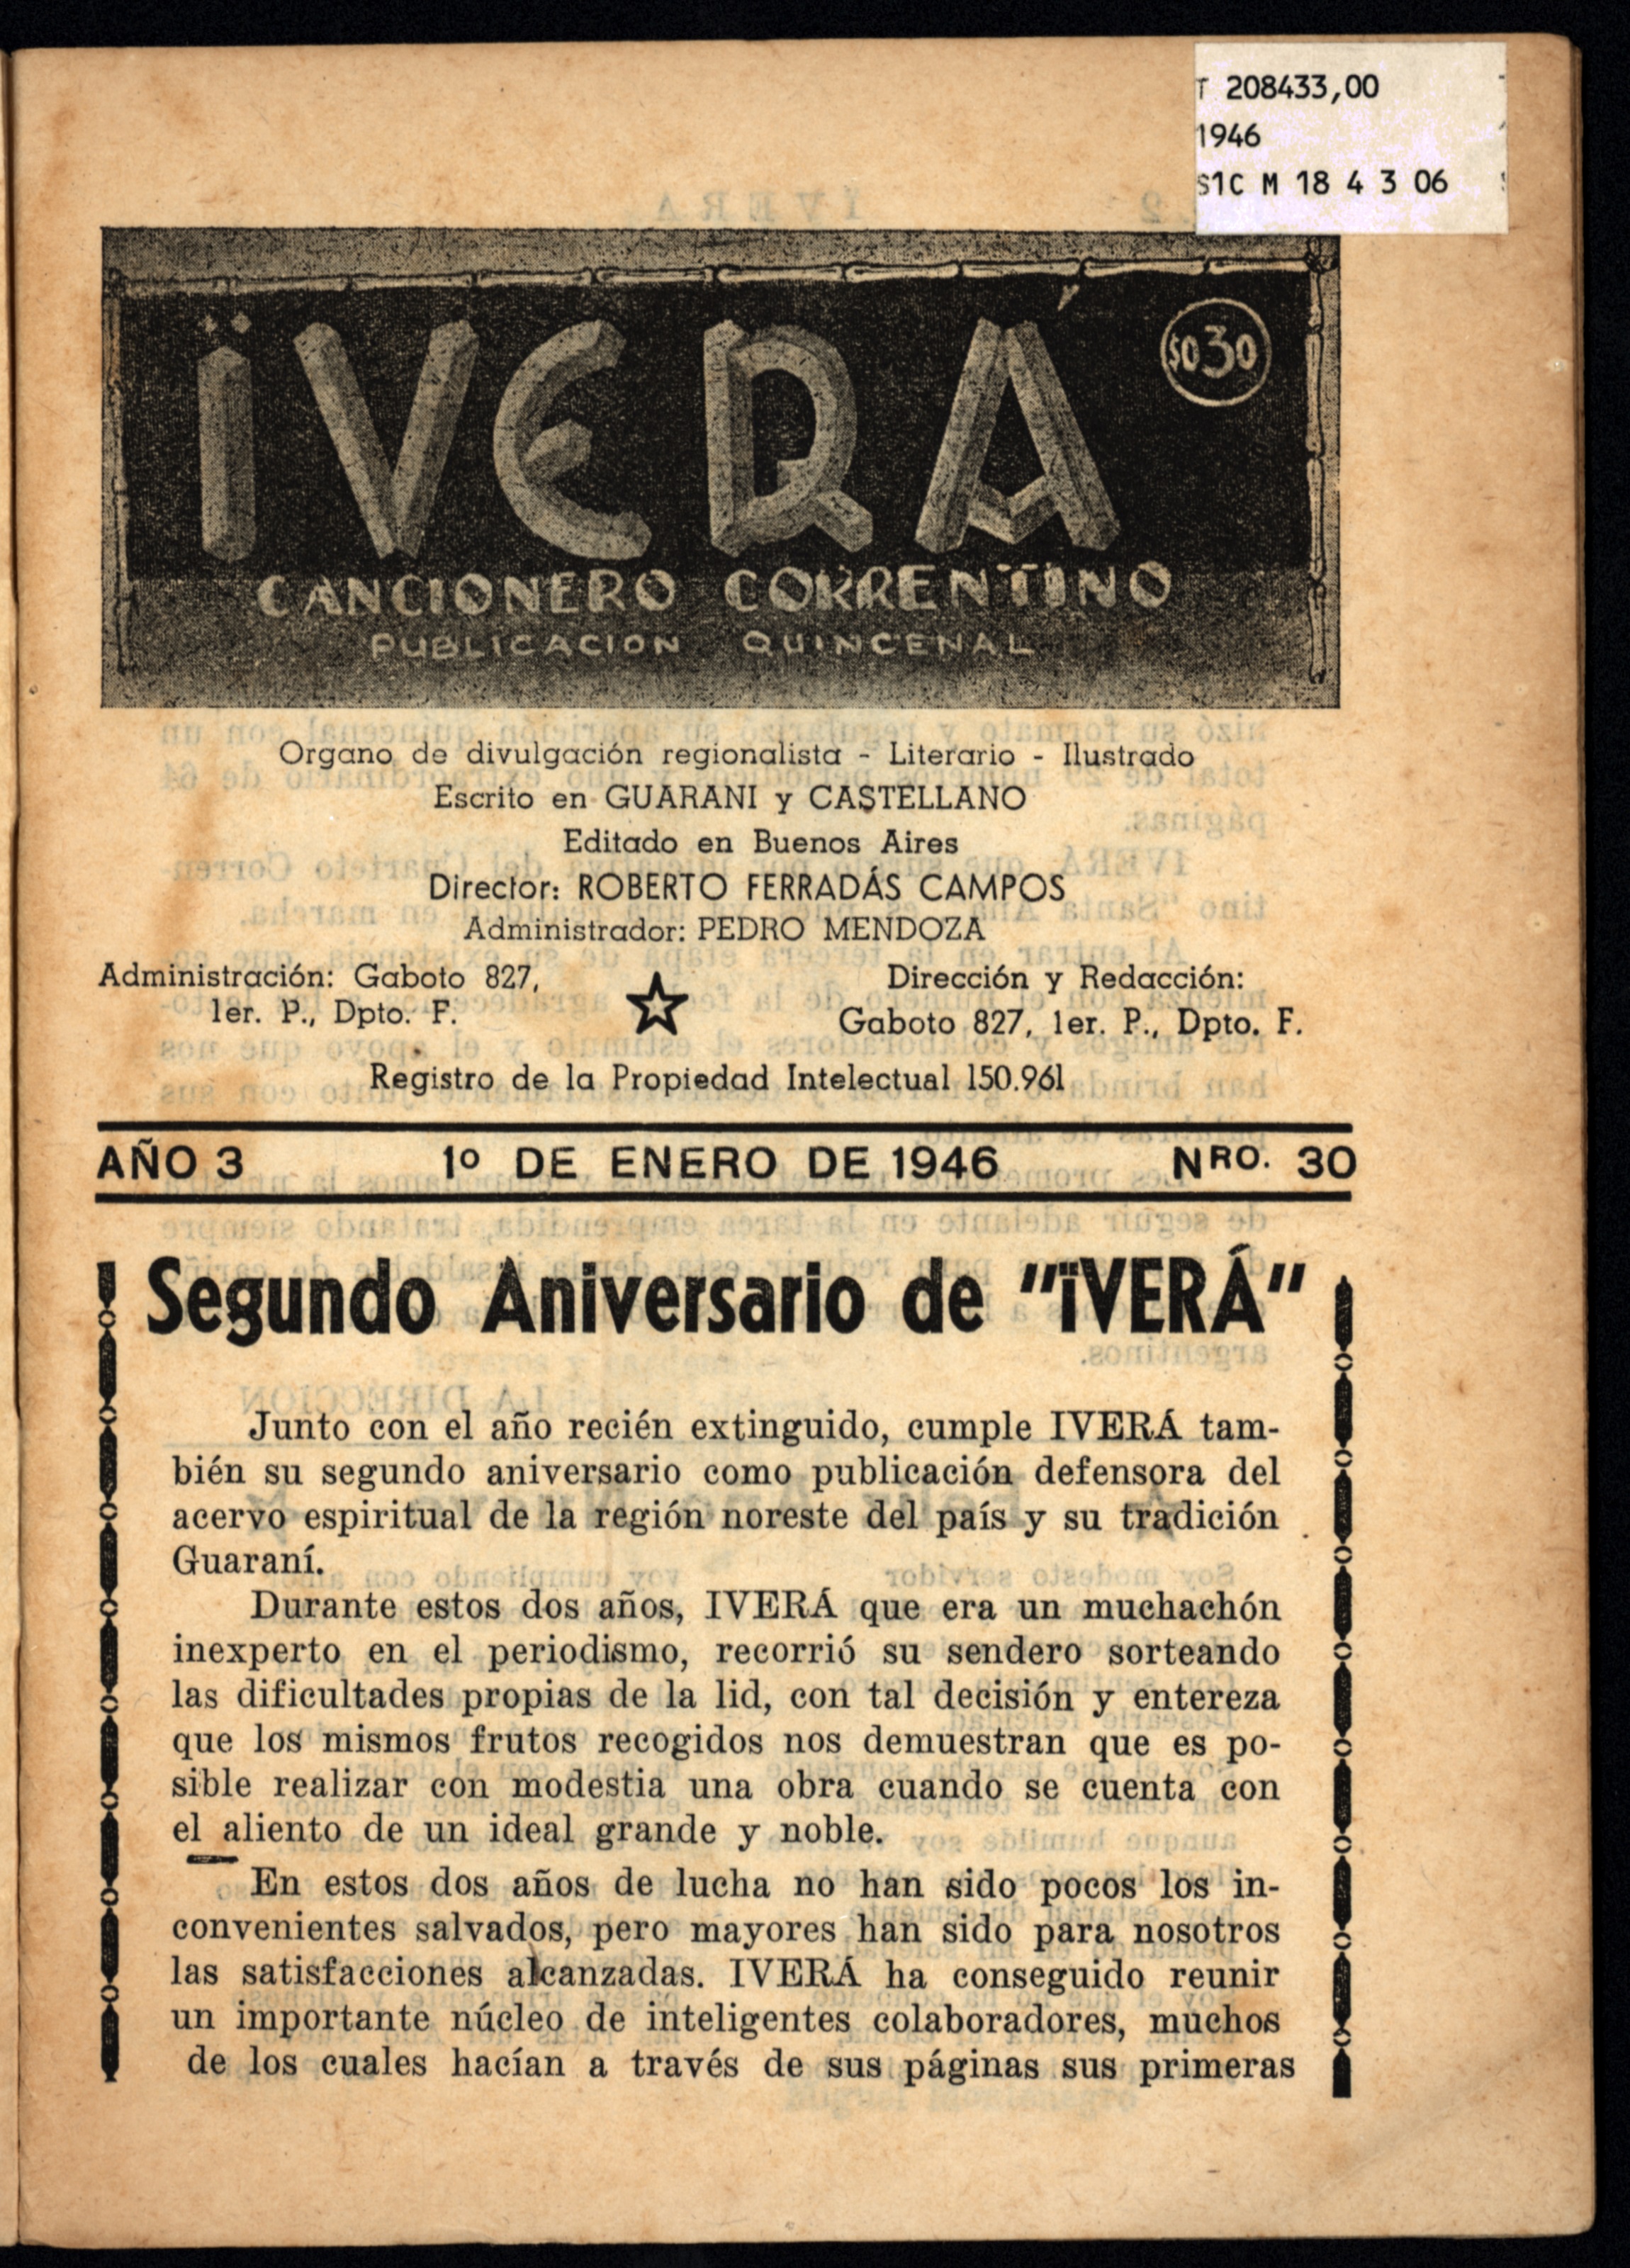 T 208433,00
1946
S1C M 18 4 3 06
ÏVERÁ
$0 30
CANCIONERO CORRENTINO
PUBLICACION QUINCENAL
Organo de divulgación regionalista - Literario - Ilustrado
Escrito en GUARANI y CASTELLANO
Editado en Buenos Aires
Director: ROBERTO FERRADÁS CAMPOS
Administrador: PEDRO MENDOZA
Administración: Gaboto 827,
1er. P., Dpto. F.
Dirección y Redacción:
Gaboto 827, 1er. P., Dpto. F.
Registro de la Propiedad Intelectual 150.961
AÑO 3 1º DE ENERO DE 1946 NRO. 30
Segundo Aniversario de "ÏVERÁ"
Junto con el año recién extinguido, cumple IVERÁ tam-
bién su segundo aniversario como publicación defensora del
acervo espiritual de la región noreste del país y su tradición
Guaraní.
Durante estos dos años, IVERÁ que era un muchachón
inexperto en el periodismo, recorrió su sendero sorteando
las dificultades propias de la lid, con tal decisión y entereza
que los mismos frutos recogidos nos demuestran que es po-
sible realizar con modestia una obra cuando se cuenta con
el aliento de un ideal grande y noble.
En estos dos años de lucha no han sido pocos los in-
convenientes salvados, pero mayores han sido para nosotros
las satisfacciones alcanzadas. IVERÁ ha conseguido reunir
un importante núcleo de inteligentes colaboradores, muchos
de los cuales hacían a través de sus páginas sus primeras